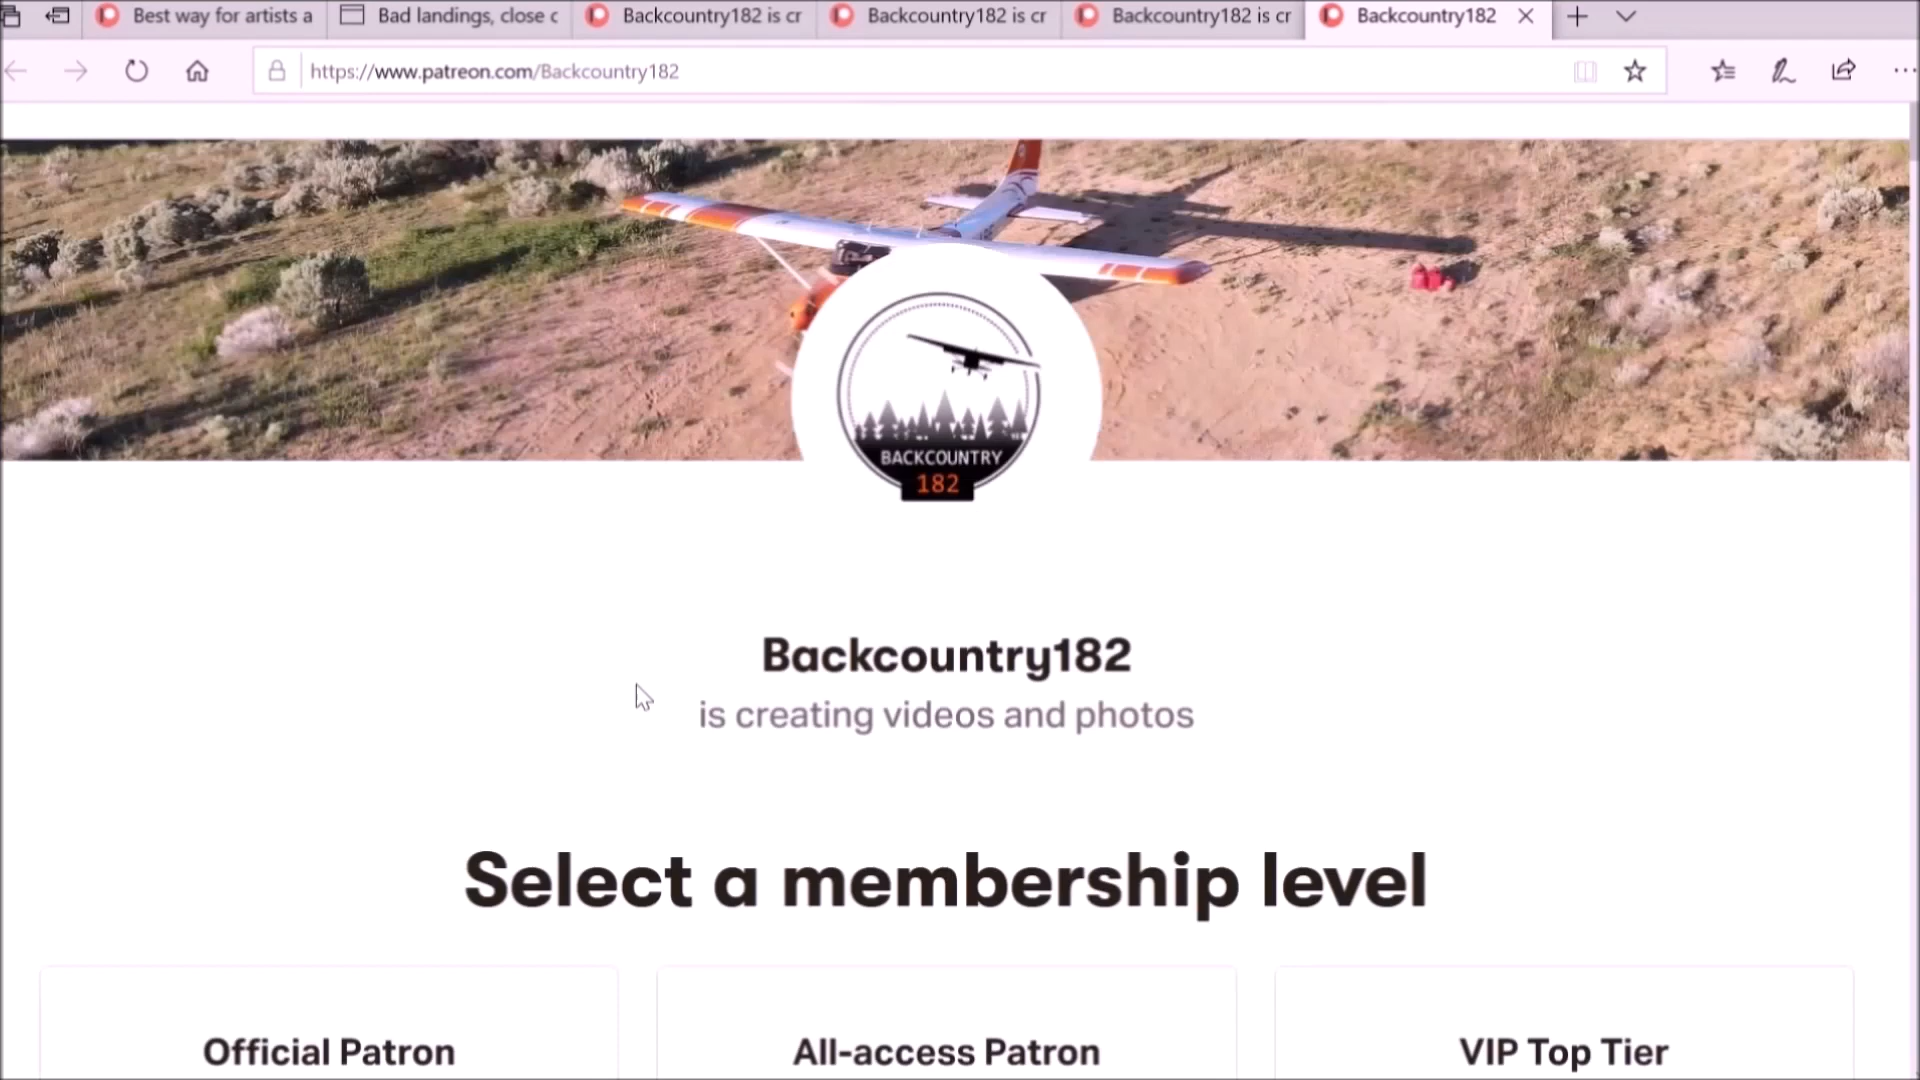 Best way for artists a
Bad landings, close c
Backcountry182 is cr
Backcountry182 is cr
Backcountry182 is cr
Backcountry182
https://www.patreon.com/Backcountry182
BACKCOUNTRY
182
Backcountry182
is creating videos and photos
Select a membership level
Official Patron
All-access Patron
VIP Top Tier